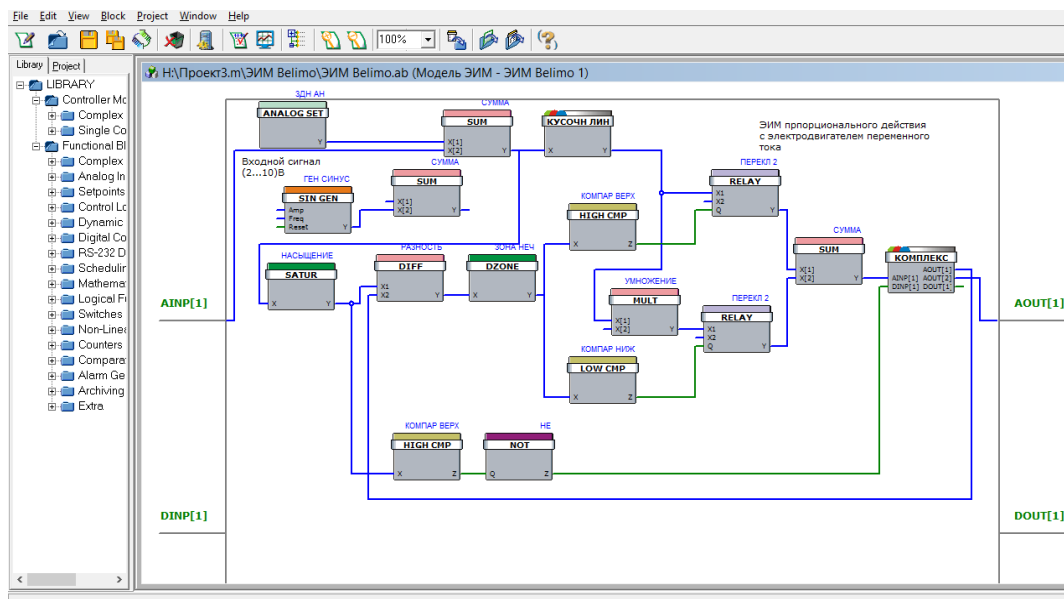 File Edit View Block Project Window Help
100%
Library Project
H:\Проект3.m\ЭИМ Belimo\ЭИМ Belimo.ab (Модель ЭИМ - ЭИМ Belimo 1)
LIBRARY
Controller Mo
Complex
Single Co
Functional Bl
Complex
Analog In
Setpoints
Control Lo
Dynamic
Digital Co
RS-232 D
Schedulin
Mathema
Logical Fu
Switches
Non-Linea
Counters
Compara
Alarm Ge
Archiving
Extra
ЗДН АН
ANALOG SET
Y
СУММА
SUM
X[1]
X[2] Y
КУСОЧН ЛИН
X Y
ЭИМ прпорционального действия
с электродвигателем переменного
тока
Входной сигнал
(2...10)В
ГЕН СИНУС
SIN GEN
Amp
Freq
Reset Y
СУММА
SUM
X[1]
X[2] Y
КОМПАР ВЕРХ
HIGH CMP
X Z
ПЕРЕКЛ 2
RELAY
X1
X2
Q Y
НАСЫЩЕНИЕ
SATUR
X Y
РАЗНОСТЬ
DIFF
X1
X2 Y
ЗОНА НЕЧ
DZONE
X Y
СУММА
SUM
X[1]
X[2] Y
КОМПЛЕКС
AOUT[1]
AINP[1] AOUT[2]
DINP[1] DOUT[1]
УМНОЖЕНИЕ
MULT
X[1]
X[2] Y
ПЕРЕКЛ 2
RELAY
X1
X2
Q Y
AINP[1]
AOUT[1]
КОМПАР НИЖ
LOW CMP
X Z
КОМПАР ВЕРХ
HIGH CMP
X Z
НЕ
NOT
Q Z
DINP[1]
DOUT[1]